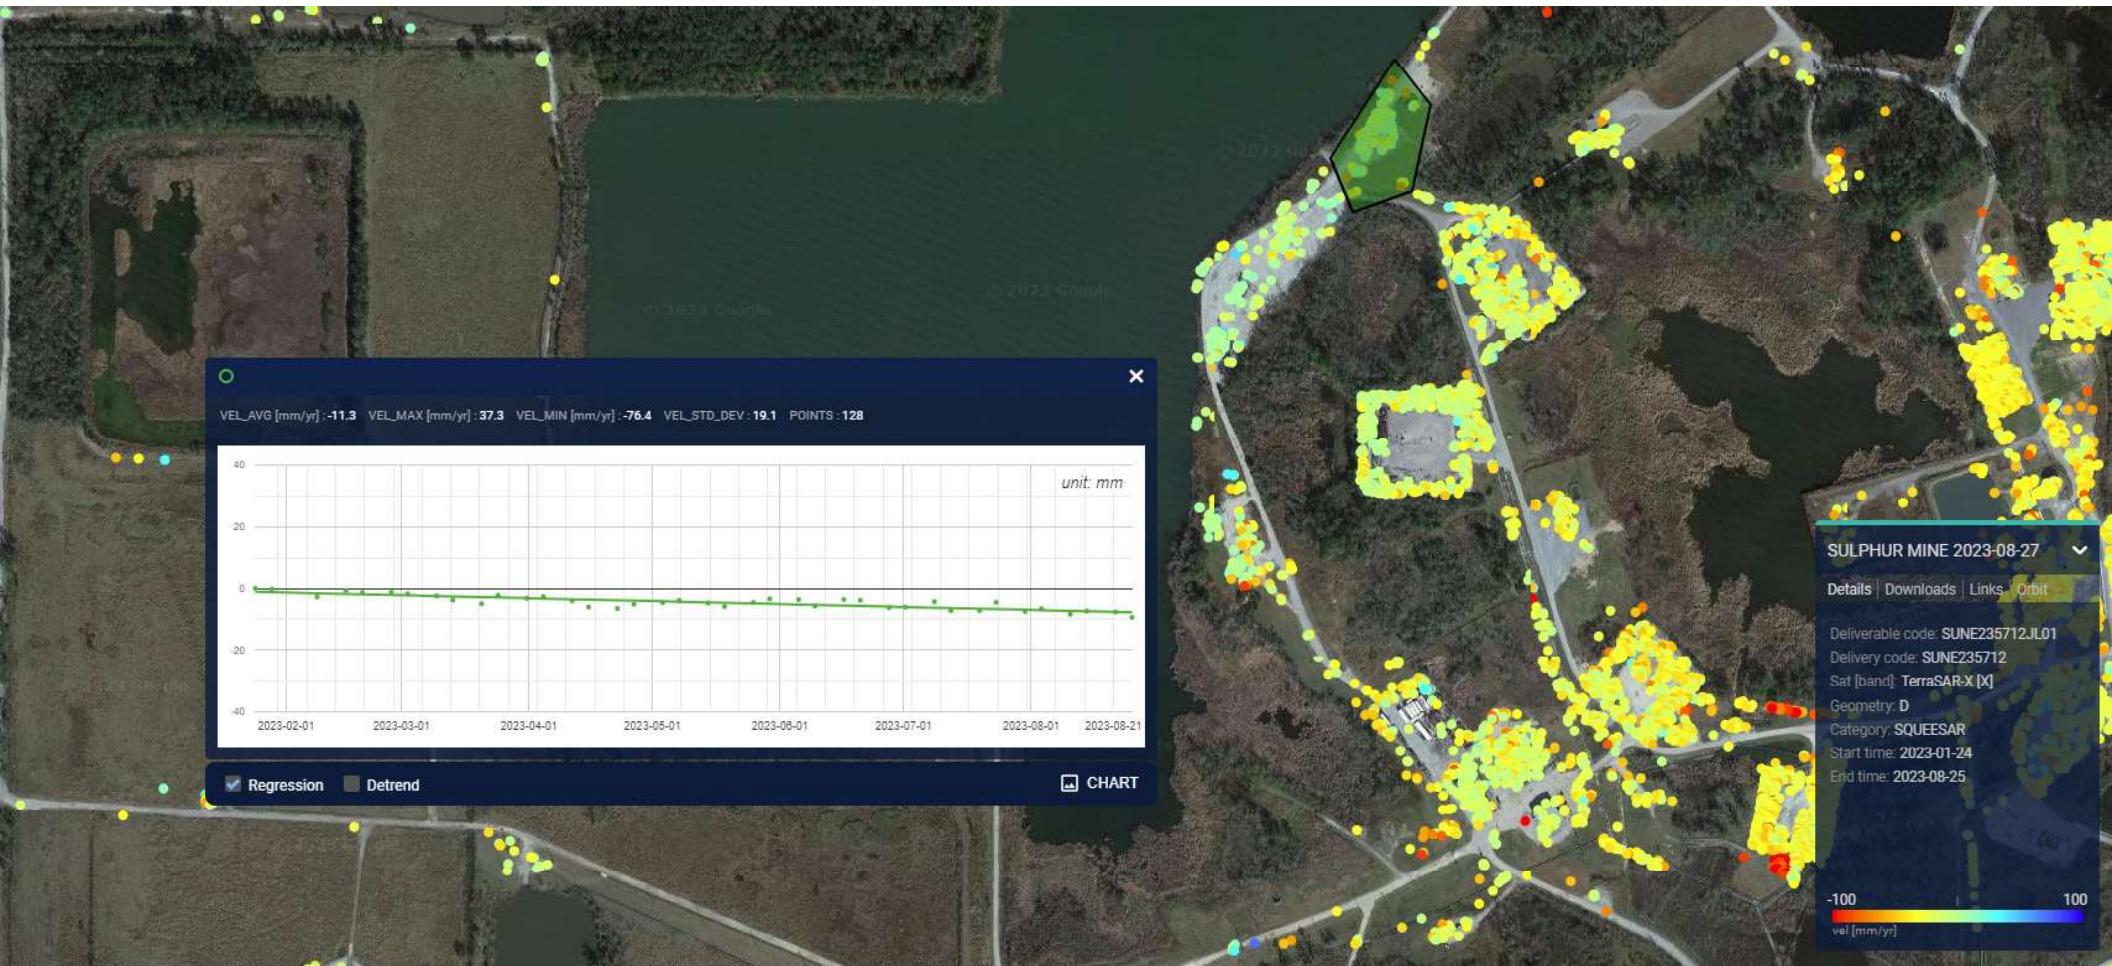 © 2023 Google
© 2023 Google
VEL_AVG [mm/yr] : -11.3 VEL_MAX [mm/yr] : 37.3 VEL_MIN [mm/yr] : -76.4 VEL_STD_DEV : 19.1 POINTS : 128
unit: mm
40
20
0
-20
-40
2023-02-01 2023-03-01 2023-04-01 2023-05-01 2023-06-01 2023-07-01 2023-08-01 2023-08-21
Regression Detrend CHART
SULPHUR MINE 2023-08-27
Details Downloads Links Orbit
Deliverable code: SUNE235712JL01
Delivery code: SUNE235712
Sat [band]: TerraSAR-X [X]
Geometry: D
Category: SQUEESAR
Start time: 2023-01-24
End time: 2023-08-25
-100 100
vel [mm/yr]